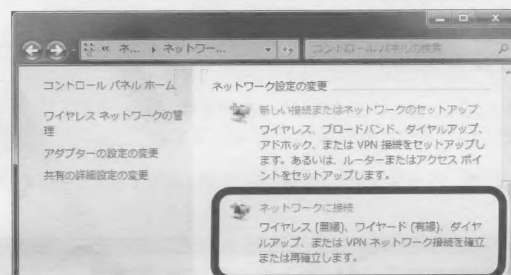 « ネ... ▸ ネットワー...
コントロール パネルの検索
コントロール パネル ホーム
ワイヤレス ネットワークの管
理
アダプターの設定の変更
共有の詳細設定の変更
ネットワーク設定の変更
新しい接続またはネットワークのセットアップ
ワイヤレス、ブロードバンド、ダイヤルアップ、
アドホック、または VPN 接続をセットアップし
ます。あるいは、ルーターまたはアクセス ポイ
ントをセットアップします。
ネットワークに接続
ワイヤレス (無線)、ワイヤード (有線)、ダイヤ
ルアップ、または VPN ネットワーク接続を確立
または再確立します。